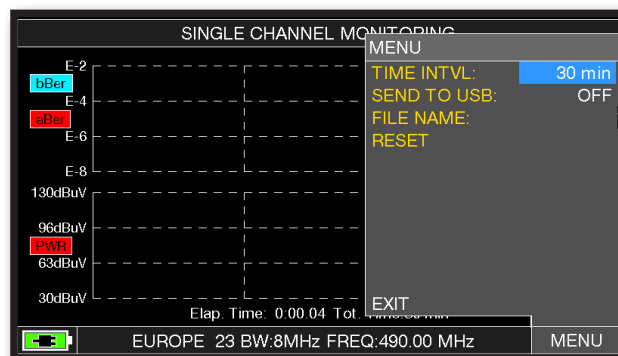 SINGLE CHANNEL MONITORING
MENU
TIME INTVL: 30 min
SEND TO USB: OFF
FILE NAME:
RESET
EXIT
E-2
bBer
E-4
aBer
E-6
E-8
130dBuV
96dBuV
PWR
63dBuV
30dBuV
Elap. Time: 0:00.04 Tot.
EUROPE 23 BW:8MHz FREQ:490.00 MHz
MENU